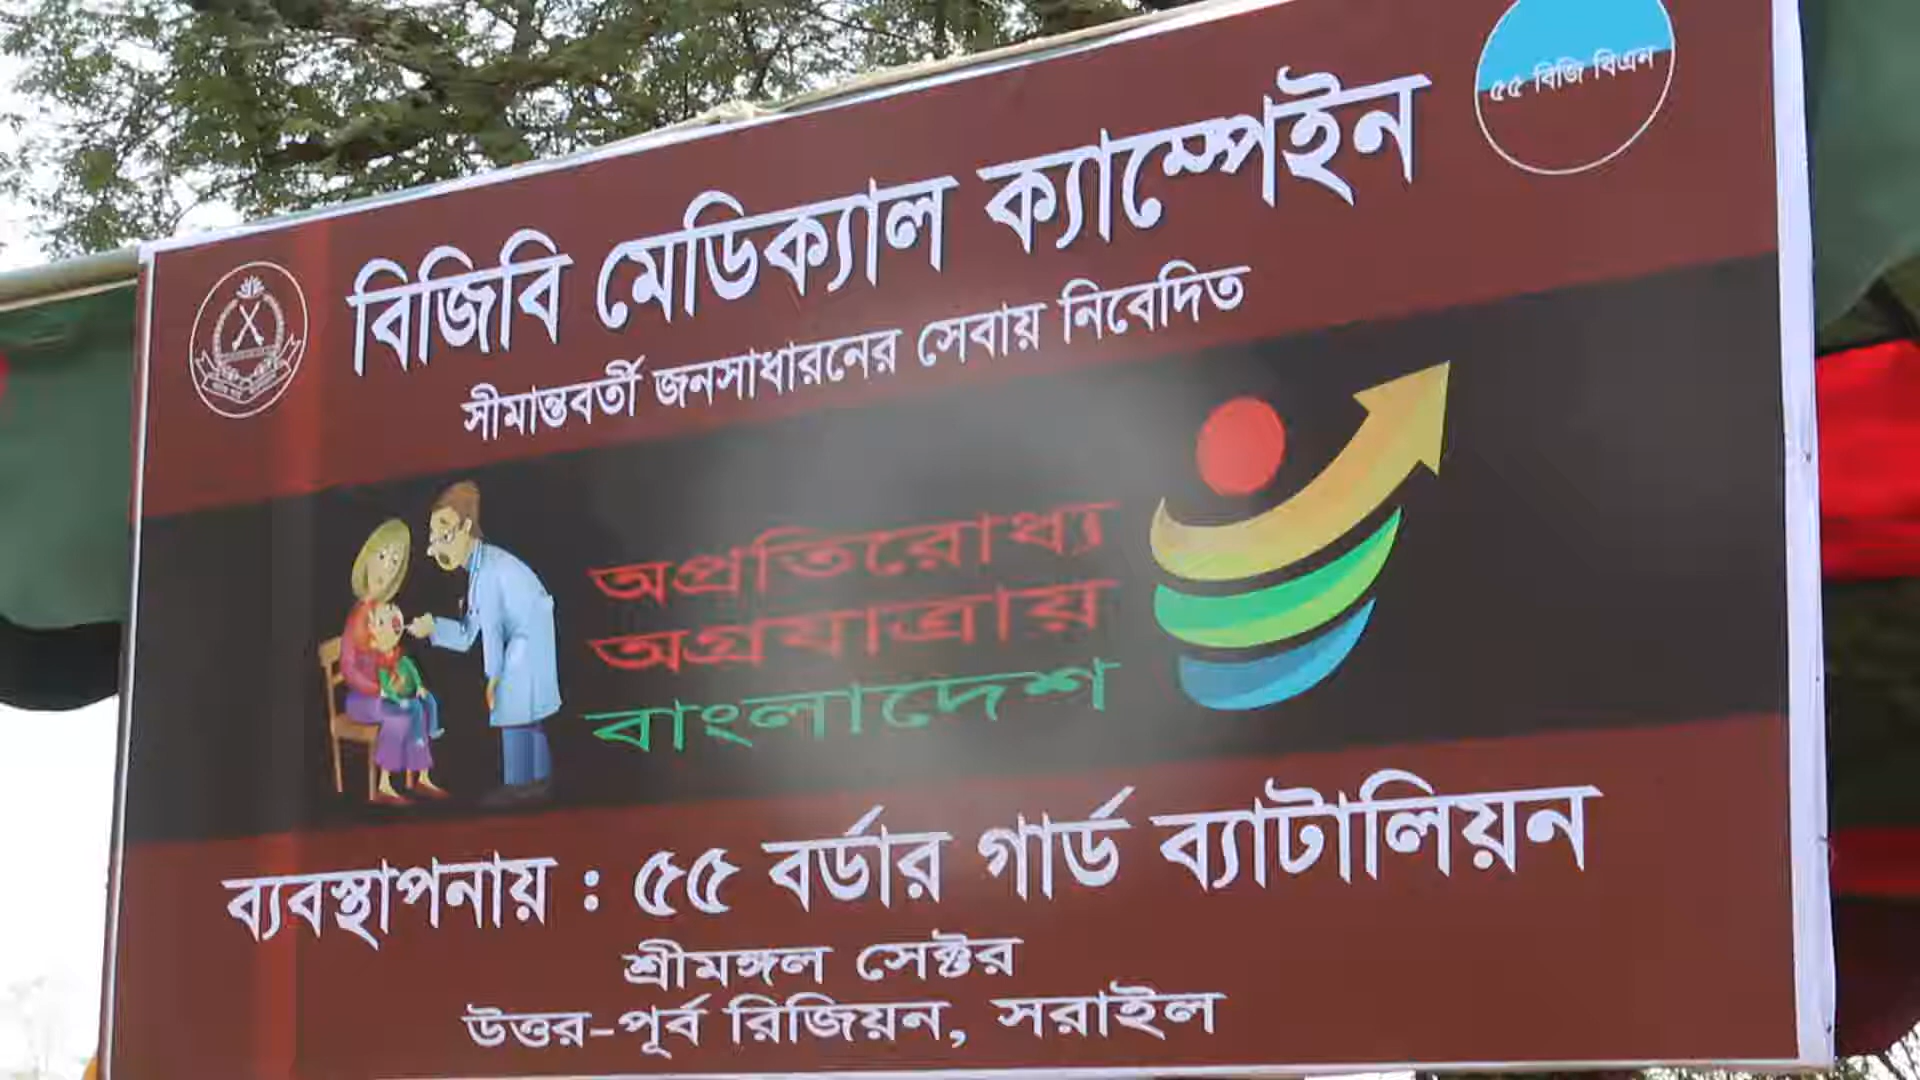 ৫৫ বিজি বিএন
বিজিবি মেডিক্যাল ক্যাম্পেইন
সীমান্তবর্তী জনসাধারনের সেবায় নিবেদিত
অপ্রতিরোধ্য
অগ্রযাত্রায়
বাংলাদেশ
ব্যবস্থাপনায় : ৫৫ বর্ডার গার্ড ব্যাটালিয়ন
শ্রীমঙ্গল সেক্টর
উত্তর-পূর্ব রিজিয়ন, সরাইল